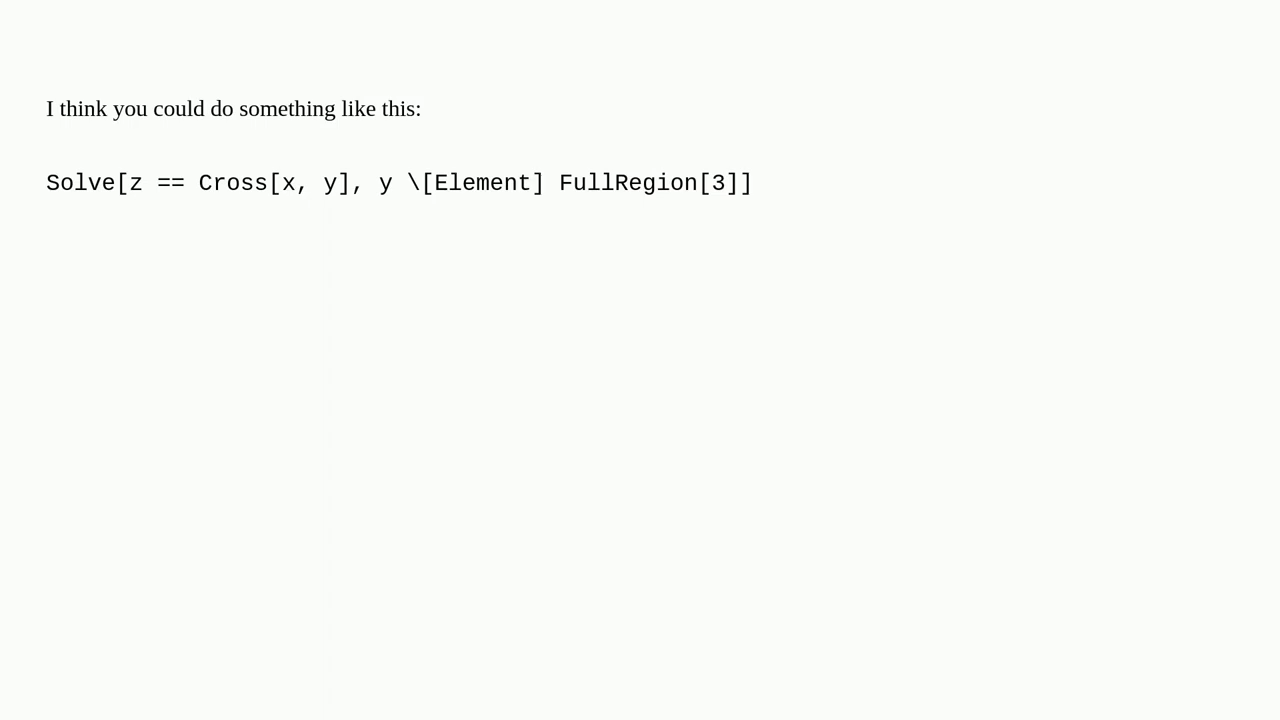 I think you could do something like this:
Solve[z == Cross[x, y], y \[Element] FullRegion[3]]